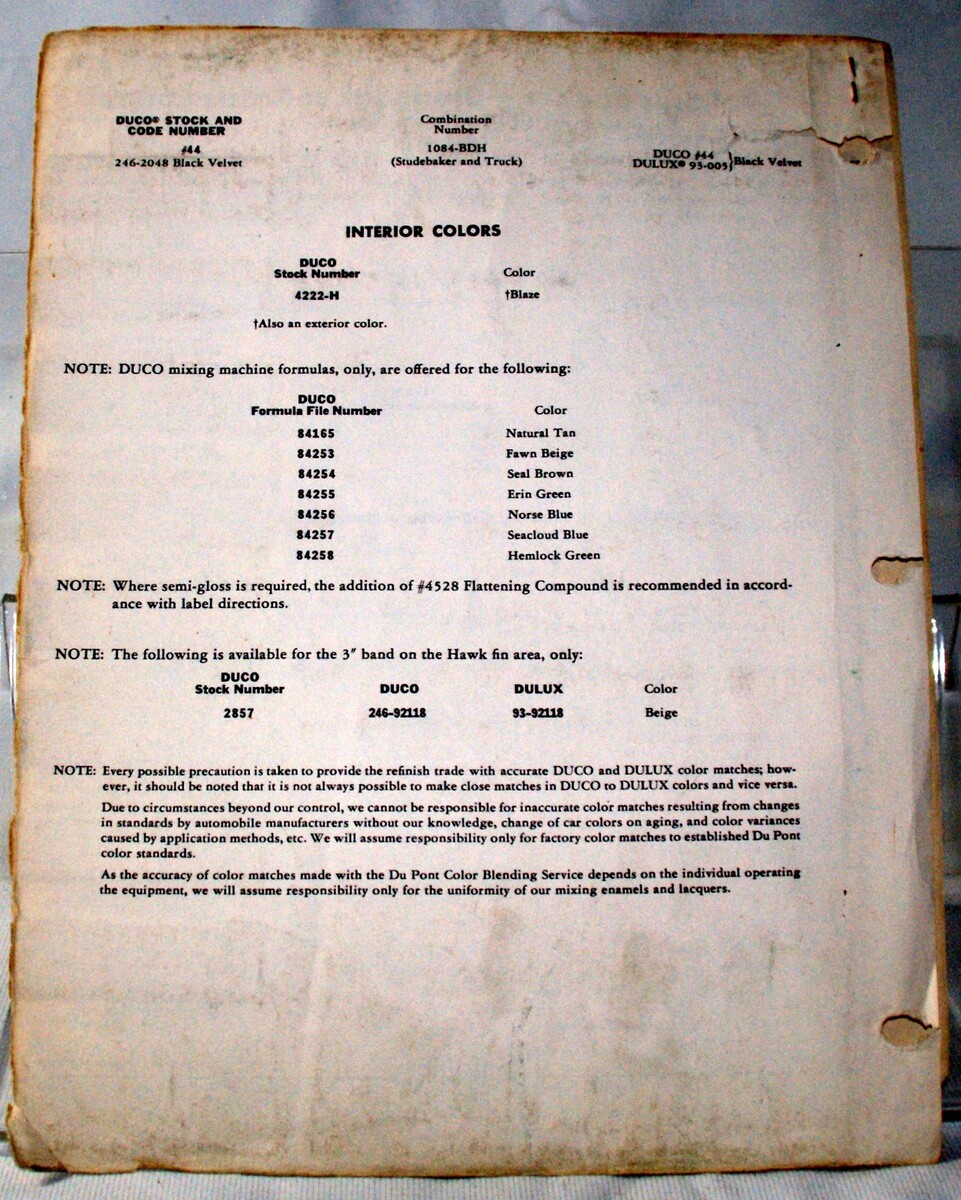 DUCO® STOCK AND
CODE NUMBER
#44
246-2048 Black Velvet
Combination
Number
1084-BDH
(Studebaker and Truck)
DUCO #44
DULUX® 93-005} Black Velvet
INTERIOR COLORS
DUCO
Stock Number Color
4222-H †Blaze
†Also an exterior color.
NOTE: DUCO mixing machine formulas, only, are offered for the following:
DUCO
Formula File Number Color
84165 Natural Tan
84253 Fawn Beige
84254 Seal Brown
84255 Erin Green
84256 Norse Blue
84257 Seacloud Blue
84258 Hemlock Green
NOTE: Where semi-gloss is required, the addition of #4528 Flattening Compound is recommended in accord-
ance with label directions.
NOTE: The following is available for the 3" band on the Hawk fin area, only:
DUCO
Stock Number DUCO DULUX Color
2857 246-92118 93-92118 Beige
NOTE: Every possible precaution is taken to provide the refinish trade with accurate DUCO and DULUX color matches; how-
ever, it should be noted that it is not always possible to make close matches in DUCO to DULUX colors and vice versa.
Due to circumstances beyond our control, we cannot be responsible for inaccurate color matches resulting from changes
in standards by automobile manufacturers without our knowledge, change of car colors on aging, and color variances
caused by application methods, etc. We will assume responsibility only for factory color matches to established Du Pont
color standards.
As the accuracy of color matches made with the Du Pont Color Blending Service depends on the individual operating
the equipment, we will assume responsibility only for the uniformity of our mixing enamels and lacquers.